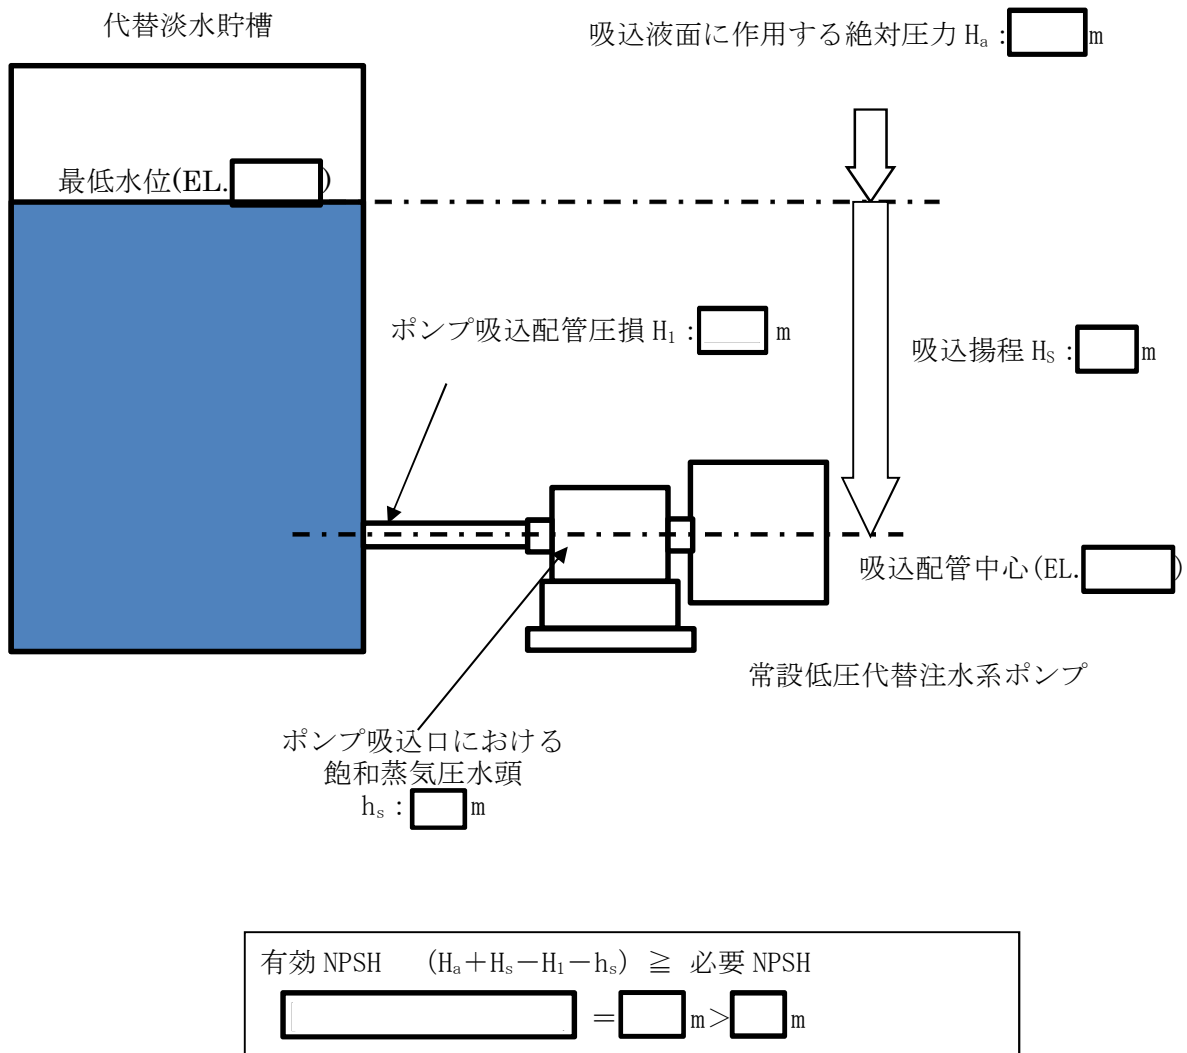 代替淡水貯槽
吸込液面に作用する絶対圧力 Hₐ : m
最低水位(EL. )
ポンプ吸込配管圧損 H₁ : m
吸込揚程 Hₛ : m
吸込配管中心(EL. )
常設低圧代替注水系ポンプ
ポンプ吸込口における
飽和蒸気圧水頭
hₛ : m
有効 NPSH (Hₐ+Hₛ-H₁-hₛ) ≧ 必要 NPSH
= m> m